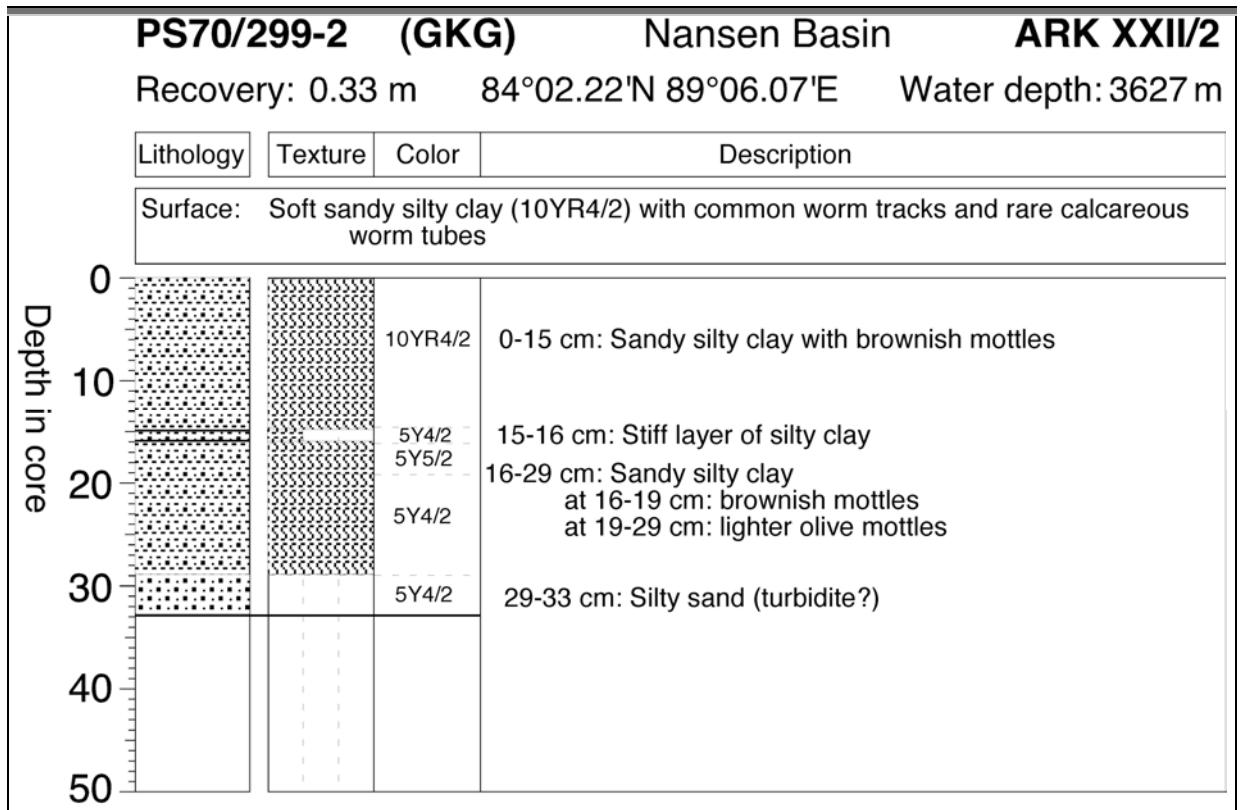 PS70/299-2 (GKG) Nansen Basin ARK XXII/2
Recovery: 0.33 m 84°02.22'N 89°06.07'E Water depth: 3627 m
Lithology Texture Color Description
Surface: Soft sandy silty clay (10YR4/2) with common worm tracks and rare calcareous
worm tubes
Depth in core
0
10YR4/2 0-15 cm: Sandy silty clay with brownish mottles
10
5Y4/2 15-16 cm: Stiff layer of silty clay
5Y5/2 16-29 cm: Sandy silty clay
20 at 16-19 cm: brownish mottles
5Y4/2 at 19-29 cm: lighter olive mottles
30 5Y4/2 29-33 cm: Silty sand (turbidite?)
40
50